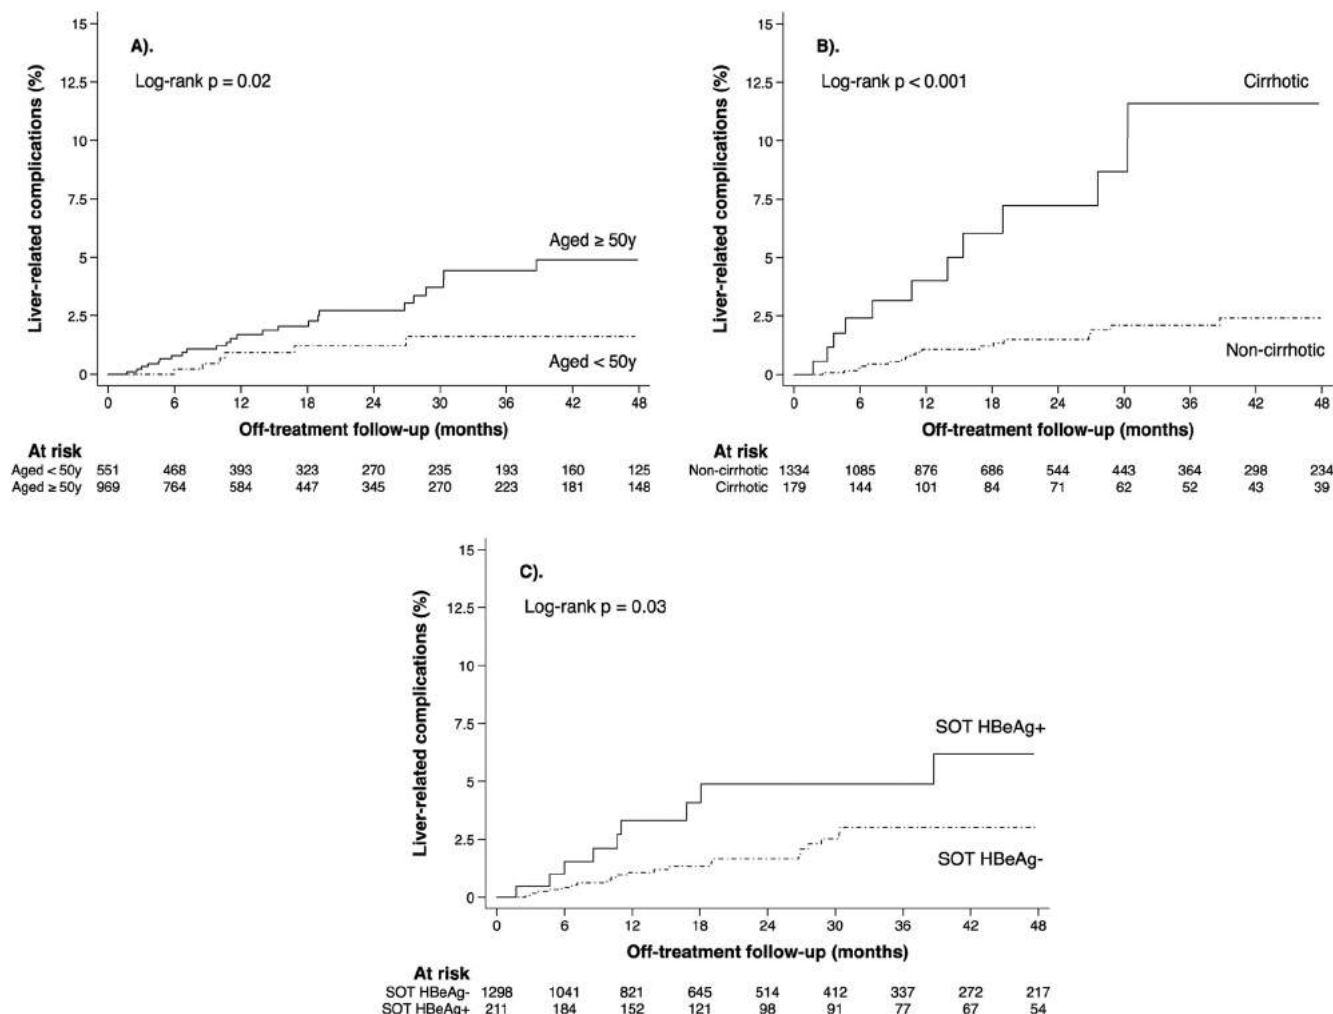 A).
Log-rank p = 0.02
Liver-related complications (%)
15
12.5
10
7.5
5
2.5
0
Aged ≥ 50y
Aged < 50y
0 6 12 18 24 30 36 42 48
Off-treatment follow-up (months)
At risk
Aged < 50y 551 468 393 323 270 235 193 160 125
Aged ≥ 50y 969 764 584 447 345 270 223 181 148
B).
Log-rank p < 0.001
Liver-related complications (%)
15
12.5
10
7.5
5
2.5
0
Cirrhotic
Non-cirrhotic
0 6 12 18 24 30 36 42 48
Off-treatment follow-up (months)
At risk
Non-cirrhotic 1334 1085 876 686 544 443 364 298 234
Cirrhotic 179 144 101 84 71 62 52 43 39
C).
Log-rank p = 0.03
Liver-related complications (%)
15
12.5
10
7.5
5
2.5
0
SOT HBeAg+
SOT HBeAg-
0 6 12 18 24 30 36 42 48
Off-treatment follow-up (months)
At risk
SOT HBeAg- 1298 1041 821 645 514 412 337 272 217
SOT HBeAg+ 211 184 152 121 98 91 77 67 54